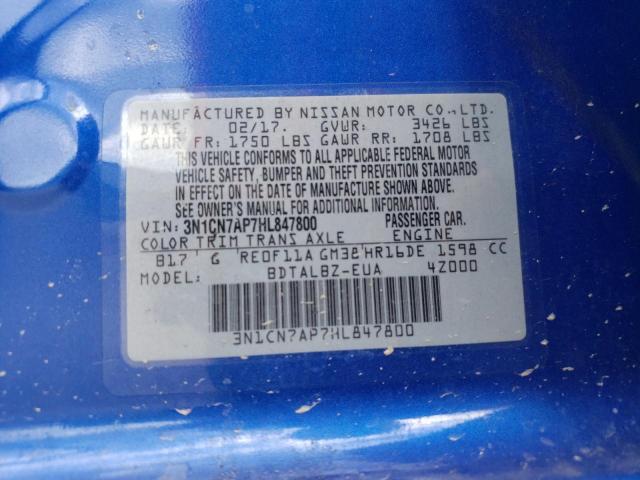 MANUFACTURED BY NISSAN MOTOR CO.,LTD.
DATE: 02/17. GVWR: 3426 LBS
GAWR FR: 1750 LBS GAWR RR: 1708 LBS
THIS VEHICLE CONFORMS TO ALL APPLICABLE FEDERAL MOTOR
VEHICLE SAFETY, BUMPER AND THEFT PREVENTION STANDARDS
IN EFFECT ON THE DATE OF MANUFACTURE SHOWN ABOVE.
SEE OWNER'S MANUAL FOR ADDITIONAL INFORMATION.
VIN: 3N1CN7AP7HL847800 PASSENGER CAR.
COLOR TRIM TRANS AXLE ENGINE
B17 G RE0F11A GM38 HR16DE 1598 CC
MODEL: BDTALBZ-EUA 4Z000
3N1CN7AP7HL847800